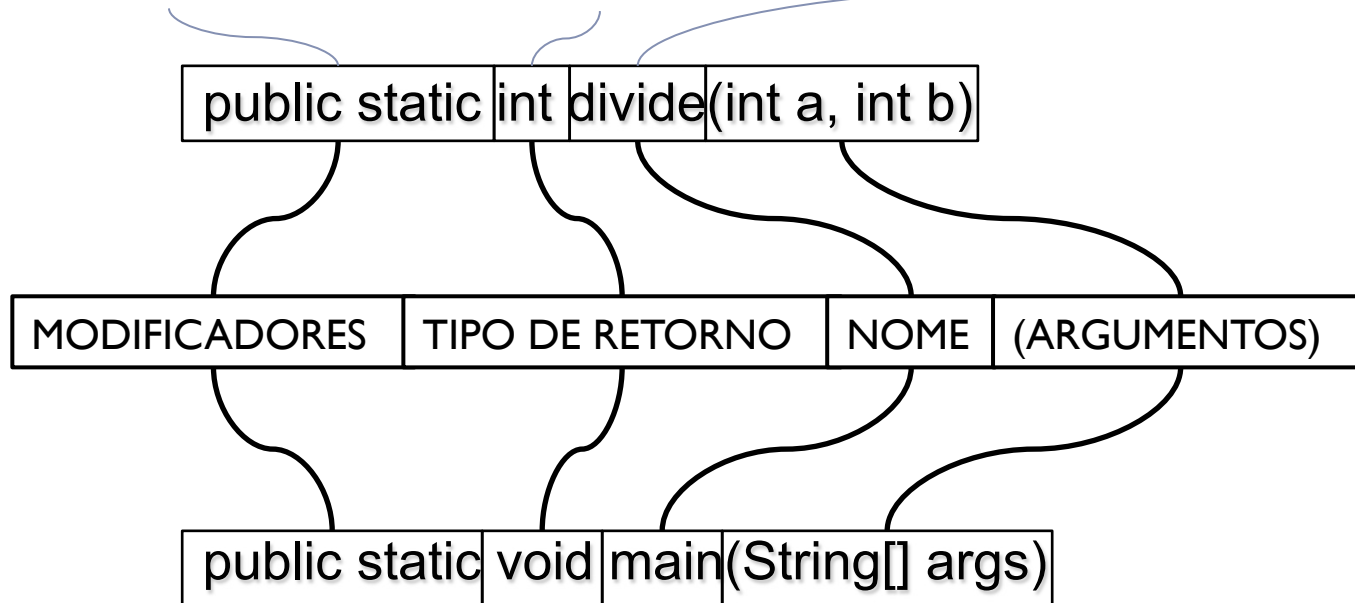 public static int divide(int a, int b)
MODIFICADORES TIPO DE RETORNO NOME (ARGUMENTOS)
public static void main(String[] args)